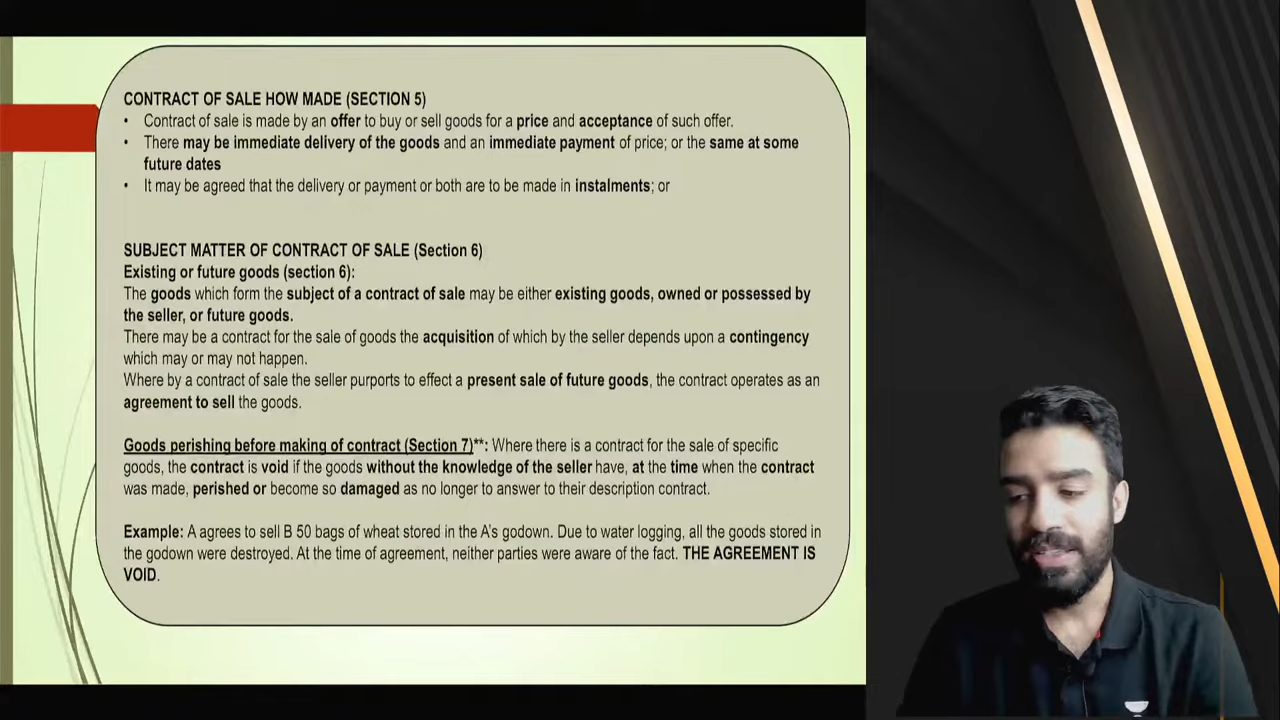 CONTRACT OF SALE HOW MADE (SECTION 5)
• Contract of sale is made by an offer to buy or sell goods for a price and acceptance of such offer.
• There may be immediate delivery of the goods and an immediate payment of price; or the same at some
future dates
• It may be agreed that the delivery or payment or both are to be made in instalments; or
SUBJECT MATTER OF CONTRACT OF SALE (Section 6)
Existing or future goods (section 6):
The goods which form the subject of a contract of sale may be either existing goods, owned or possessed by
the seller, or future goods.
There may be a contract for the sale of goods the acquisition of which by the seller depends upon a contingency
which may or may not happen.
Where by a contract of sale the seller purports to effect a present sale of future goods, the contract operates as an
agreement to sell the goods.
Goods perishing before making of contract (Section 7)**: Where there is a contract for the sale of specific
goods, the contract is void if the goods without the knowledge of the seller have, at the time when the contract
was made, perished or become so damaged as no longer to answer to their description contract.
Example: A agrees to sell B 50 bags of wheat stored in the A's godown. Due to water logging, all the goods stored in
the godown were destroyed. At the time of agreement, neither parties were aware of the fact. THE AGREEMENT IS
VOID.